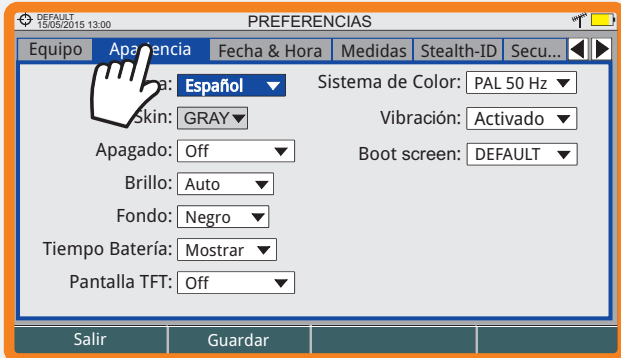 DEFAULT
15/05/2015 13:00
PREFERENCIAS
Equipo Apariencia Fecha & Hora Medidas Stealth-ID Secu...
Español
Sistema de Color: PAL 50 Hz
Skin: GRAY
Vibración: Activado
Apagado: Off
Boot screen: DEFAULT
Brillo: Auto
Fondo: Negro
Tiempo Batería: Mostrar
Pantalla TFT: Off
Salir Guardar